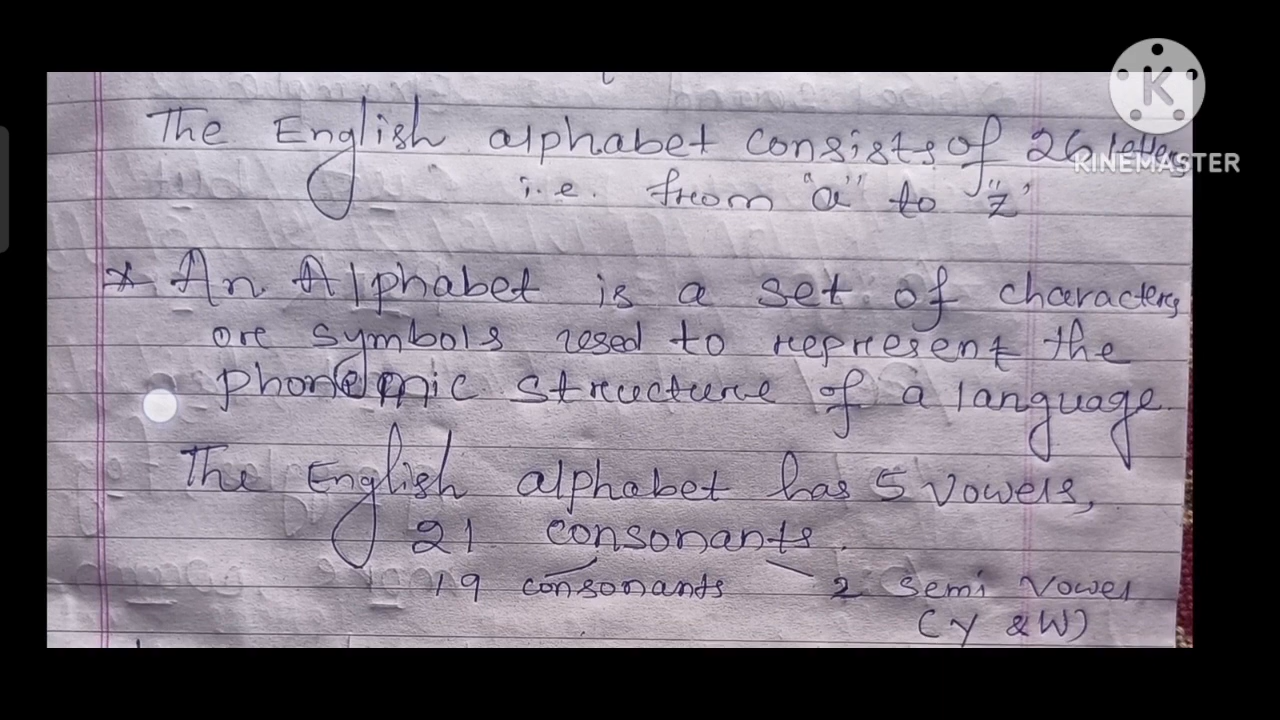 The English alphabet consists of 26 letters
i.e. from "a" to "z"
* An Alphabet is a set of characters
or symbols used to represent the
phonemic structure of a language
The English alphabet has 5 vowels,
21 consonants.
19 consonants 2 Semi Vowel
(Y & W)
K
KINEMASTER